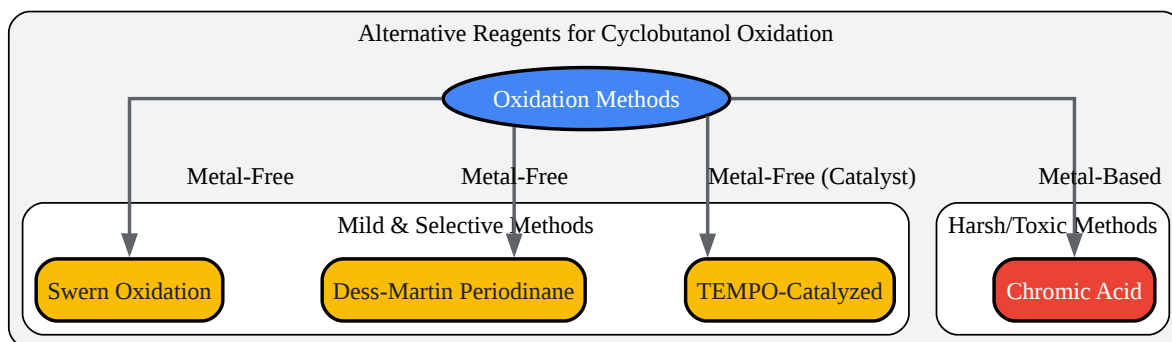 Alternative Reagents for Cyclobutanol Oxidation
Oxidation Methods
Metal-Free
Metal-Free
Metal-Free (Catalyst)
Metal-Based
Mild & Selective Methods
Harsh/Toxic Methods
Swern Oxidation
Dess-Martin Periodinane
TEMPO-Catalyzed
Chromic Acid